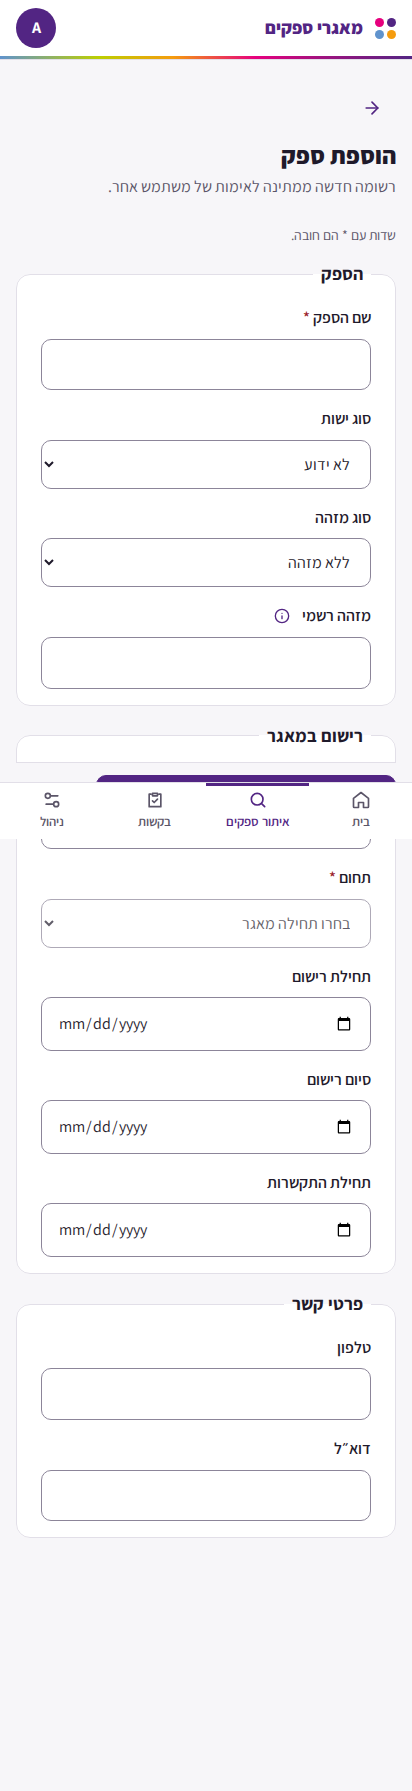 מאגרי ספקים
A
הוספת ספק
רשומה חדשה ממתינה לאימות של משתמש אחר.
שדות עם * הם חובה.
הספק
שם הספק *
סוג ישות
לא ידוע
סוג מזהה
ללא מזהה
מזהה רשמי
רישום במאגר
בית
איתור ספקים
בקשות
ניהול
תחום *
בחרו תחילה מאגר
תחילת רישום
mm/dd/yyyy
סיום רישום
mm/dd/yyyy
תחילת התקשרות
mm/dd/yyyy
פרטי קשר
טלפון
דוא״ל